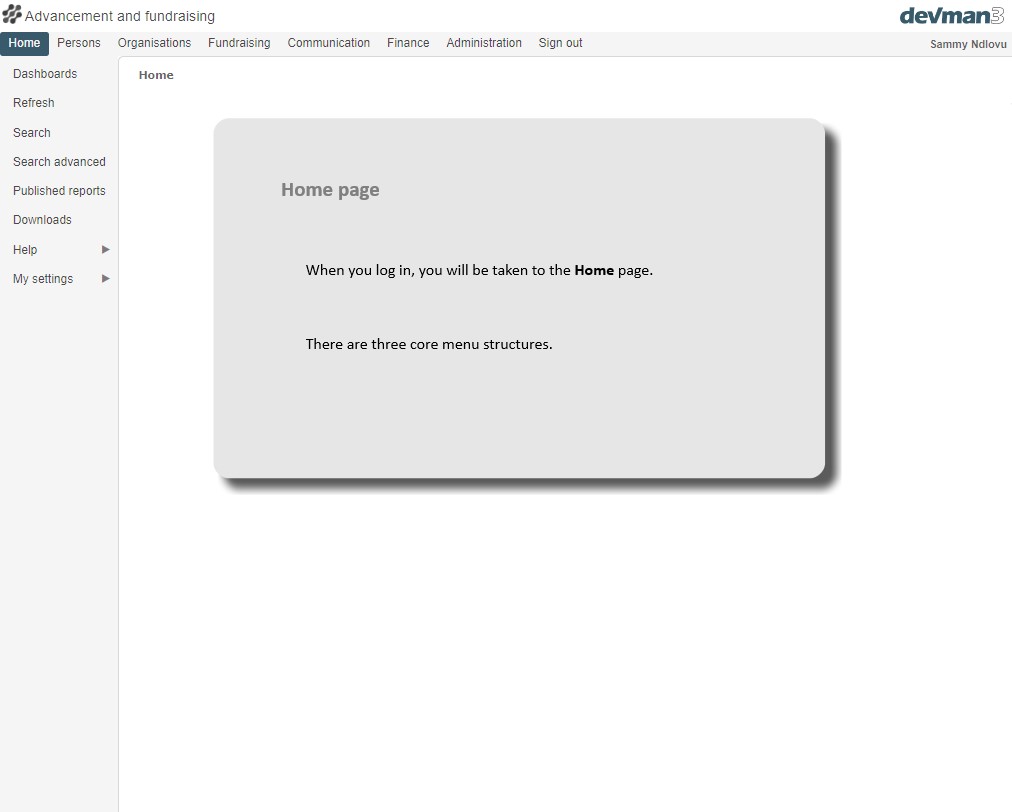 Advancement and fundraising
devman3
Home Persons Organisations Fundraising Communication Finance Administration Sign out
Sammy Ndlovu
Dashboards
Home
Refresh
Search
Search advanced
Published reports
Downloads
Help ▶
My settings ▶
Home page
When you log in, you will be taken to the Home page.
There are three core menu structures.